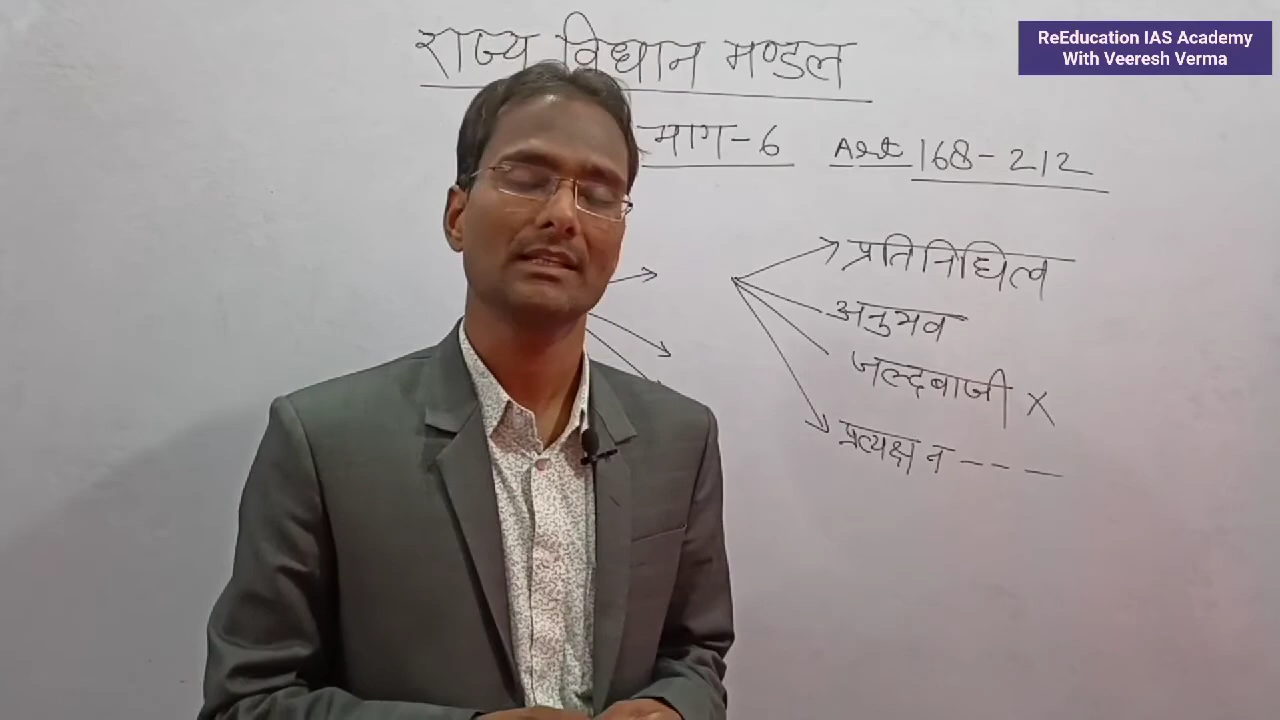 ReEducation IAS Academy
With Veeresh Verma
राज्य विधान मण्डल
भाग-6 Art 168-212
प्रतिनिधित्व
अनुभव
जल्दबाजी X
प्रत्यक्ष न ---